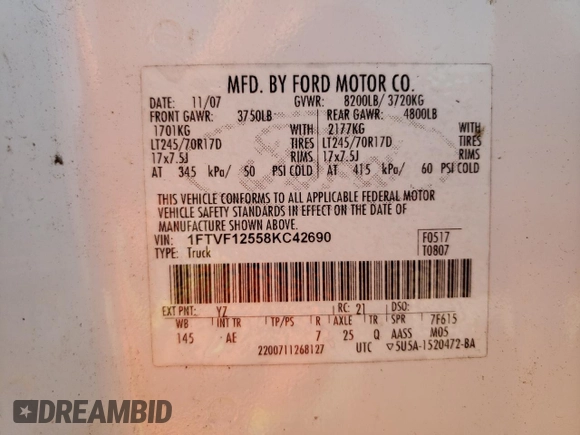 MFD. BY FORD MOTOR CO.
DATE: 11/07 GVWR: 8200LB/ 3720KG
FRONT GAWR: 3750LB REAR GAWR: 4800LB
1701KG WITH 2177KG WITH
LT245/70R17D TIRES LT245/70R17D TIRES
17x7.5J RIMS 17x7.5J RIMS
AT 345 kPa/ 50 PSI COLD AT 415 kPa/ 60 PSI COLD
THIS VEHICLE CONFORMS TO ALL APPLICABLE FEDERAL MOTOR
VEHICLE SAFETY STANDARDS IN EFFECT ON THE DATE OF
MANUFACTURE SHOWN ABOVE.
VIN: 1FTVF12558KC42690 F0517
TYPE: Truck T0807
EXT PNT: YZ RC: 21 DSO:
WB INT TR TP/PS R AXLE TR SPR 7F615
145 AE 7 25 Q AASS M05
2200711268127 UTC ▽5U5A-1520472-BA
DREAMBID